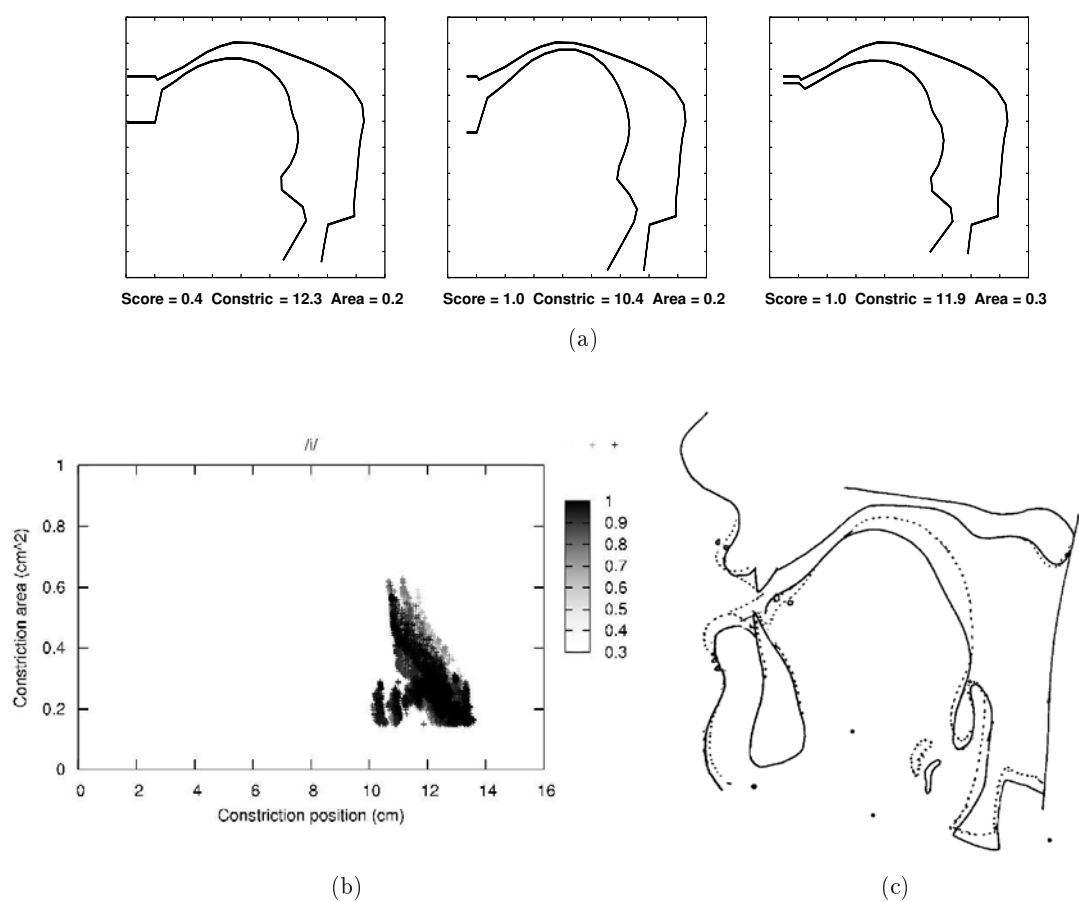 Score = 0.4 Constric = 12.3 Area = 0.2
Score = 1.0 Constric = 10.4 Area = 0.2
Score = 1.0 Constric = 11.9 Area = 0.3
(a)
/i/
+ +
1
0.8
0.6
0.4
0.2
0
Constriction area (cm^2)
0 2 4 6 8 10 12 14 16
Constriction position (cm)
1
0.9
0.8
0.7
0.6
0.5
0.4
0.3
(b)
(c)